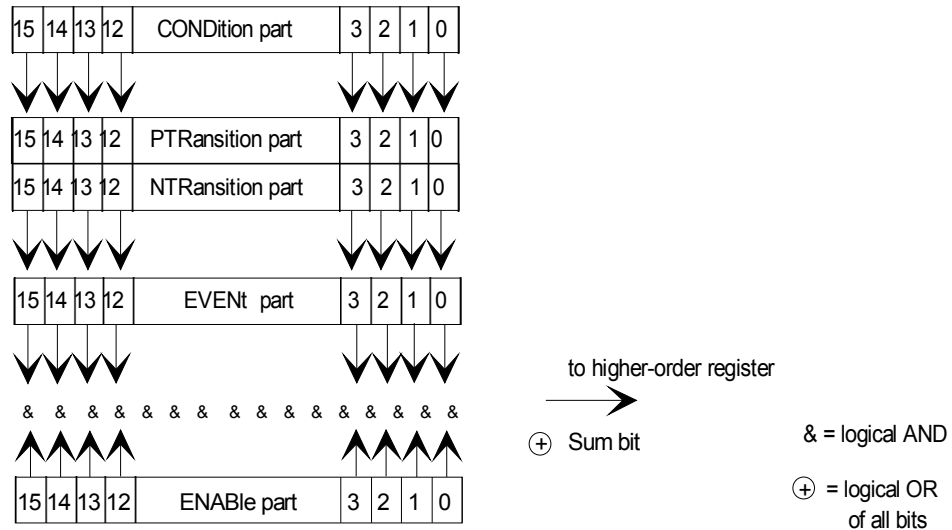 15 14 13 12 CONDition part 3 2 1 0
15 14 13 12 PTRansition part 3 2 1 0
15 14 13 12 NTRansition part 3 2 1 0
15 14 13 12 EVENt part 3 2 1 0
to higher-order register
& & & & & & & & & & & & & & & &
⊕ Sum bit
& = logical AND
15 14 13 12 ENABle part 3 2 1 0
⊕ = logical OR
of all bits